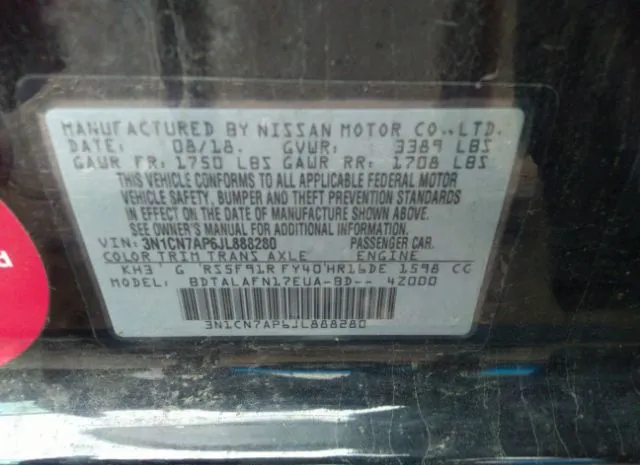 MANUFACTURED BY NISSAN MOTOR CO.,LTD.
DATE: 08/18. GVWR: 3389 LBS
GAWR FR: 1750 LBS GAWR RR: 1708 LBS
THIS VEHICLE CONFORMS TO ALL APPLICABLE FEDERAL MOTOR
VEHICLE SAFETY, BUMPER AND THEFT PREVENTION STANDARDS
IN EFFECT ON THE DATE OF MANUFACTURE SHOWN ABOVE.
SEE OWNER'S MANUAL FOR ADDITIONAL INFORMATION
VIN: 3N1CN7AP6JL888280 PASSENGER CAR.
COLOR TRIM TRANS AXLE ENGINE
KH3 G RS5F91R FY40 HR16DE 1598 CC
MODEL: BDTALAFN17EUA-BD-- 4Z000
3N1CN7AP6JL888280